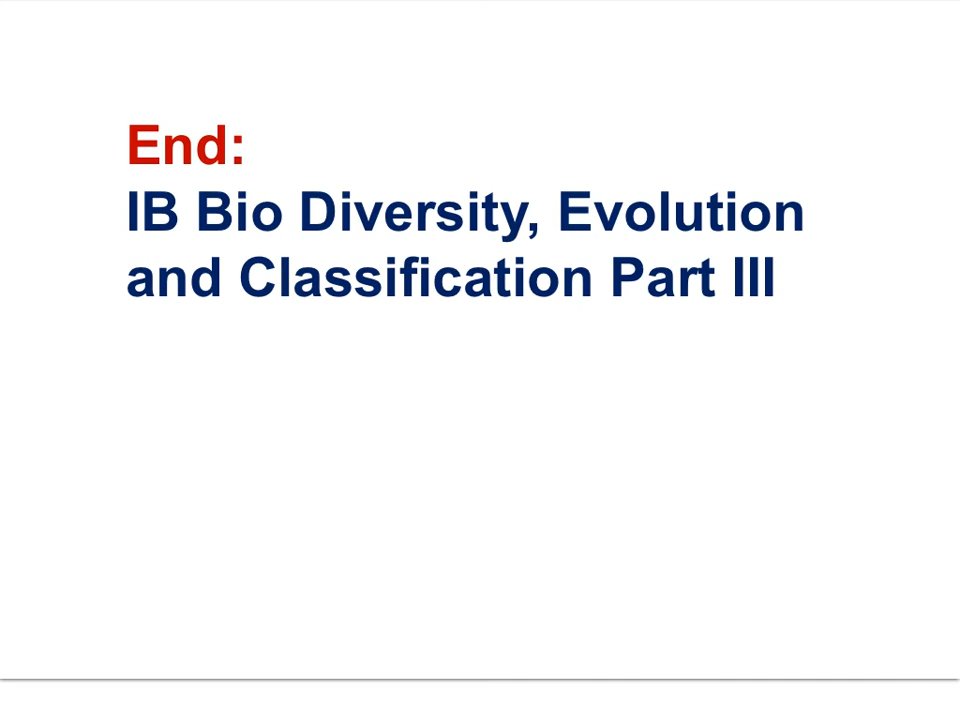 End:
IB Bio Diversity, Evolution
and Classification Part III